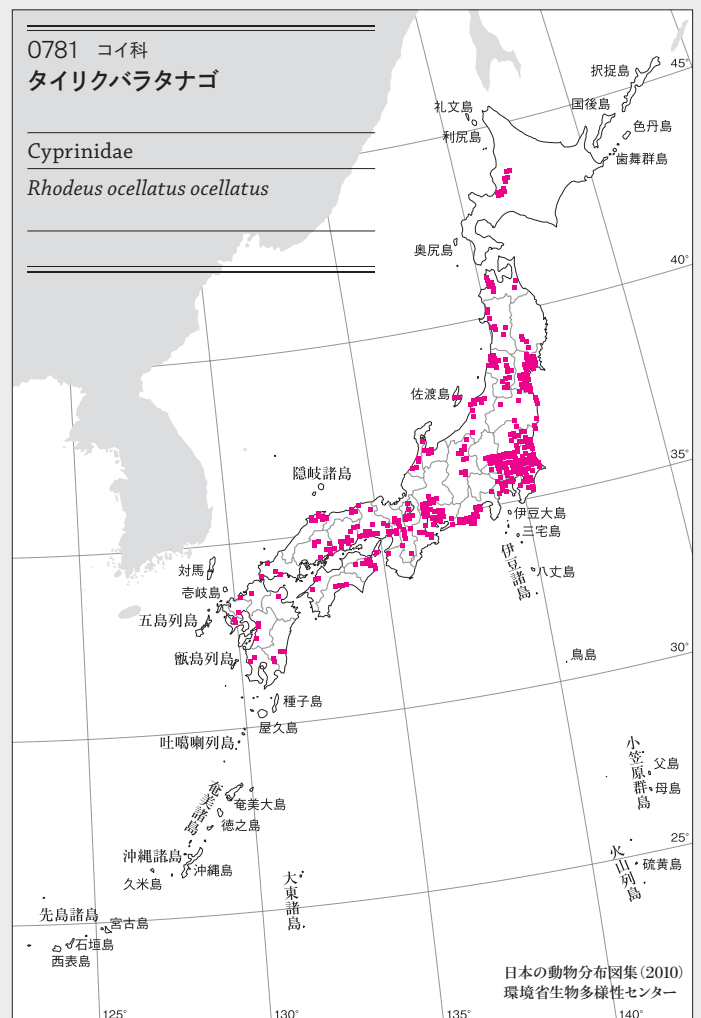 0781 コイ科
タイリクバラタナゴ
Cyprinidae
Rhodeus ocellatus ocellatus
45°
択捉島
国後島
礼文島
色丹島
利尻島
歯舞群島
奥尻島
40°
佐渡島
35°
隠岐諸島
伊豆大島
三宅島
伊豆諸島
八丈島
対馬
壱岐島
五島列島
甑島列島
鳥島
30°
種子島
屋久島
吐噶喇列島
小笠原群島
父島
母島
奄美諸島
奄美大島
徳之島
25°
沖縄諸島
沖縄島
久米島
火山列島
硫黄島
大東諸島
先島諸島
宮古島
石垣島
西表島
日本の動物分布図集(2010)
環境省生物多様性センター
125°
130°
135°
140°